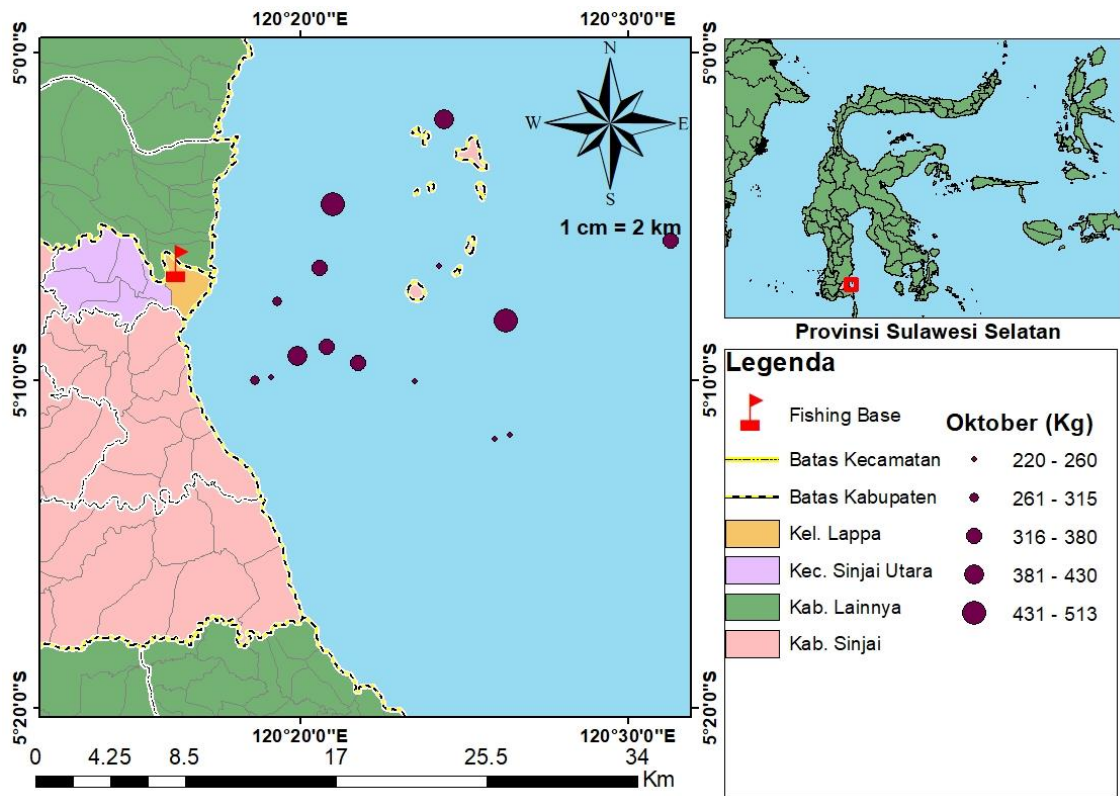 120°20'0"E 120°30'0"E
5°0'0"S 5°0'0"S
N
W E
S
1 cm = 2 km
5°10'0"S 5°10'0"S
5°20'0"S 5°20'0"S
120°20'0"E 120°30'0"E
0 4.25 8.5 17 25.5 34
Km
Provinsi Sulawesi Selatan
Legenda
Fishing Base
Batas Kecamatan
Batas Kabupaten
Kel. Lappa
Kec. Sinjai Utara
Kab. Lainnya
Kab. Sinjai
Oktober (Kg)
220 - 260
261 - 315
316 - 380
381 - 430
431 - 513